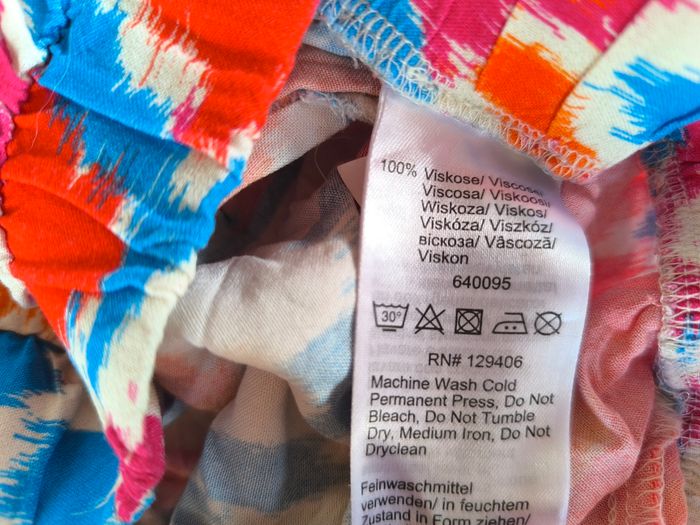 100% Viskose/ Viscose/
Viscosa/ Viskoosi/
Wiskoza/ Viskos/
Viskóza/ Viszkóz/
віскоза/ Vâscoză/
Viskon
640095
30°
RN# 129406
Machine Wash Cold
Permanent Press, Do Not
Bleach, Do Not Tumble
Dry, Medium Iron, Do Not
Dryclean
Feinwaschmittel
verwenden/ in feuchtem
Zustand in Form ziehen/